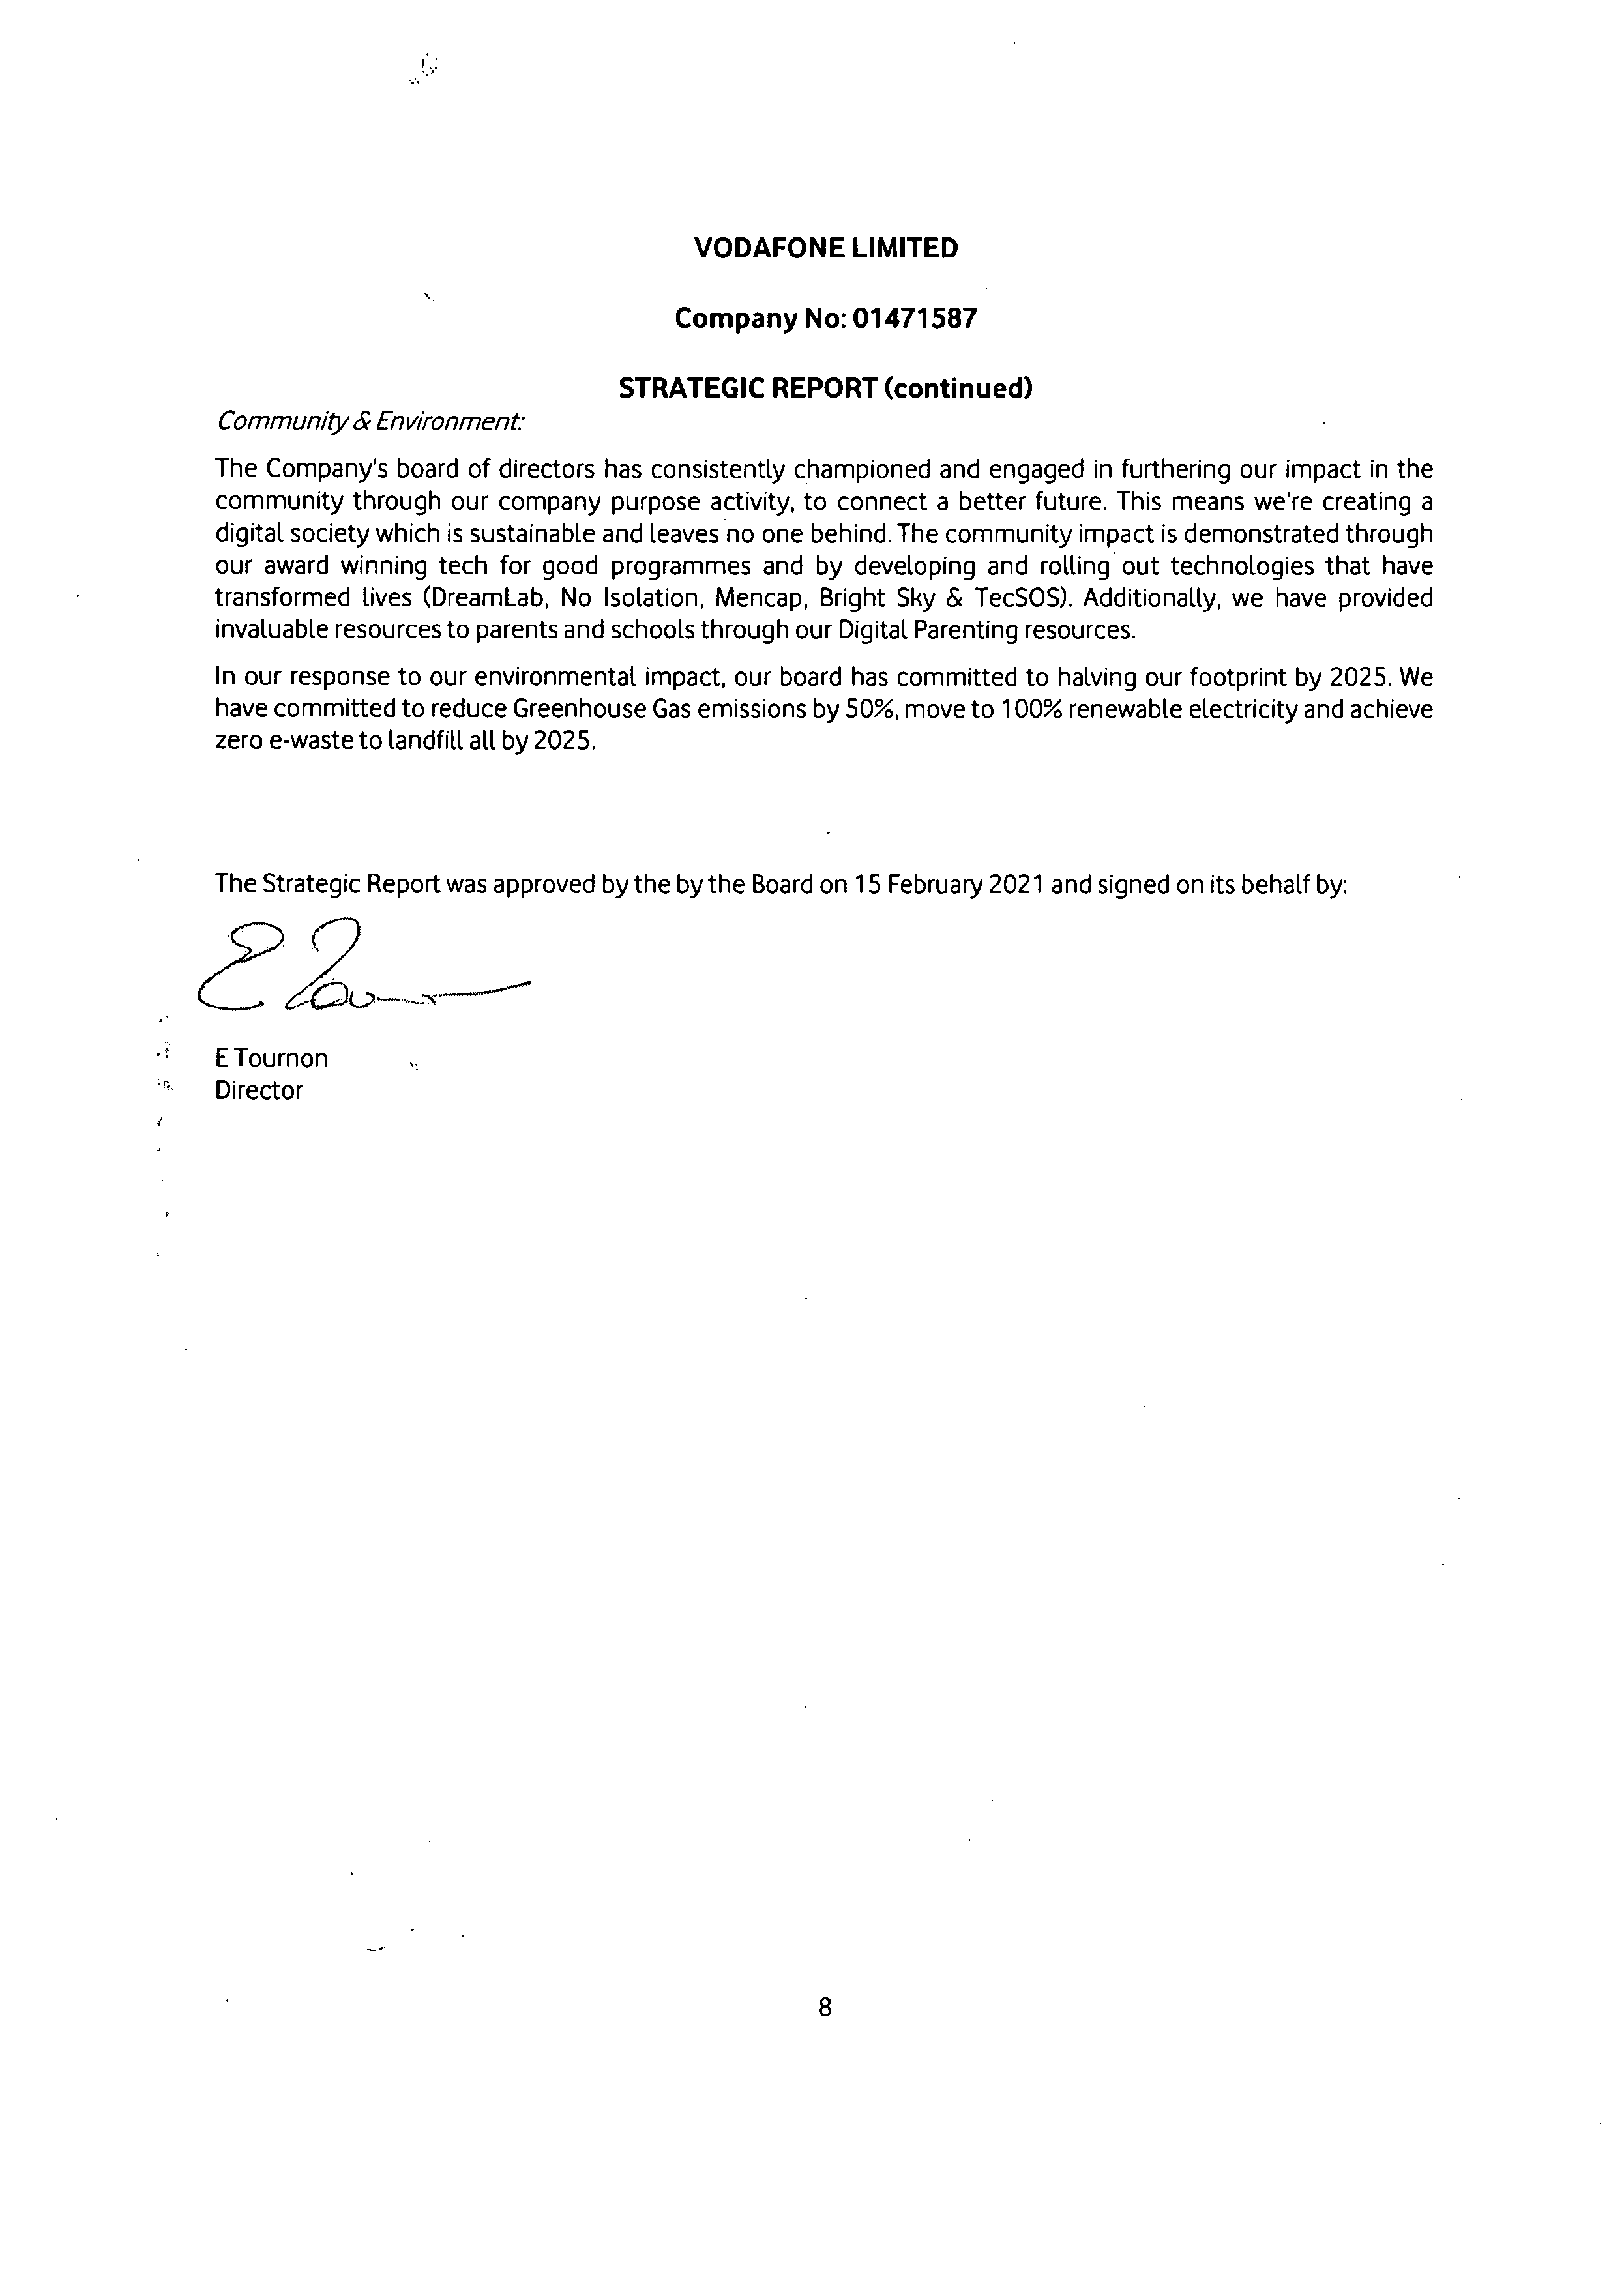 VODAFONE LIMITED
Company No: 01471587
STRATEGIC REPORT (continued)
Community & Environment:
The Company's board of directors has consistently championed and engaged in furthering our impact in the
community through our company purpose activity, to connect a better future. This means we're creating a
digital society which is sustainable and leaves no one behind. The community impact is demonstrated through
our award winning tech for good programmes and by developing and rolling out technologies that have
transformed lives (DreamLab, No Isolation, Mencap, Bright Sky & TecSOS). Additionally, we have provided
invaluable resources to parents and schools through our Digital Parenting resources.
In our response to our environmental impact, our board has committed to halving our footprint by 2025. We
have committed to reduce Greenhouse Gas emissions by 50%, move to 100% renewable electricity and achieve
zero e-waste to landfill all by 2025.
The Strategic Report was approved by the by the Board on 15 February 2021 and signed on its behalf by:
E Tournon
Director
8